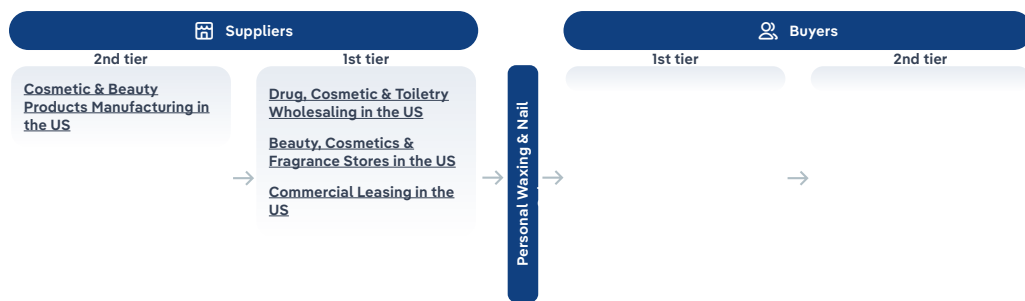 Suppliers
Buyers
2nd tier
1st tier
1st tier
2nd tier
Cosmetic & Beauty
Products Manufacturing in
the US
Drug, Cosmetic & Toiletry
Wholesaling in the US
Beauty, Cosmetics &
Fragrance Stores in the US
Commercial Leasing in the
US
Personal Waxing & Nail